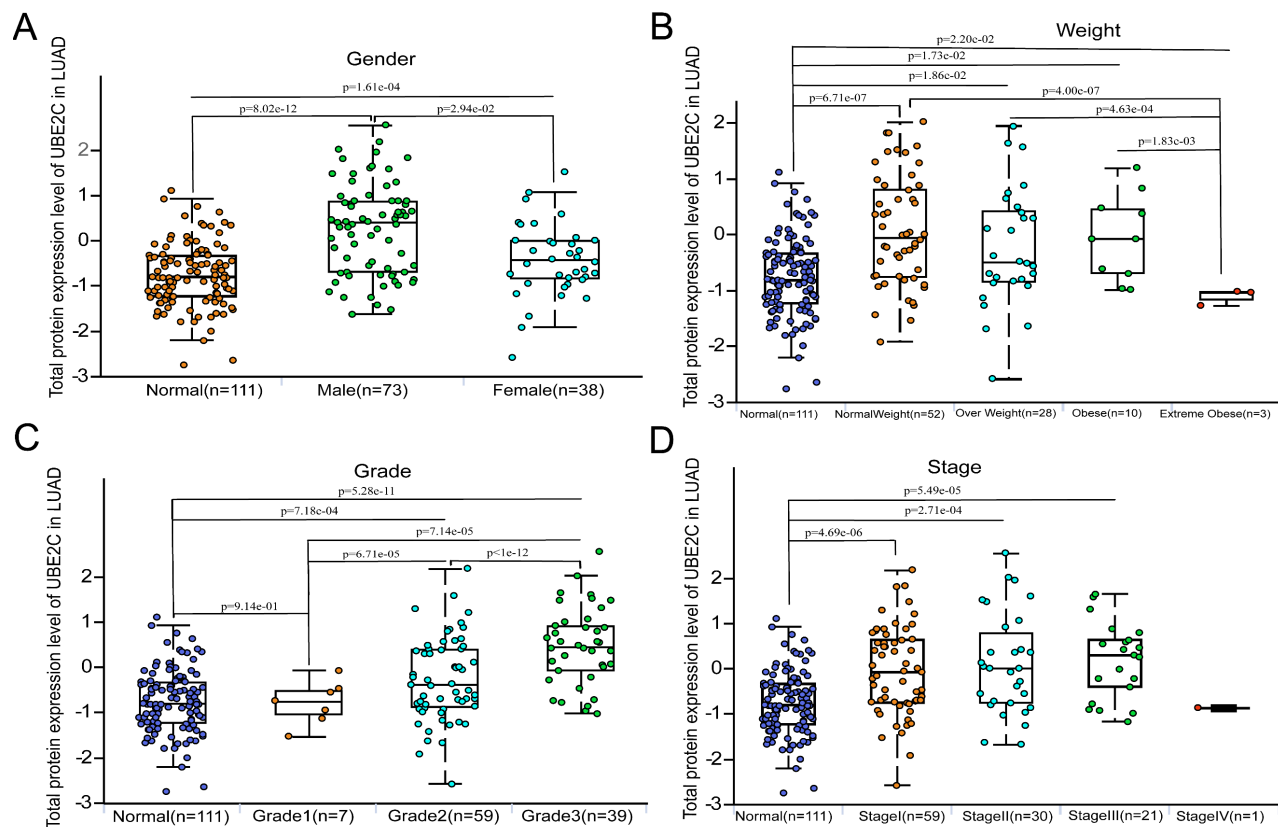 A
Gender
Total protein expression level of UBE2C in LUAD
p=1.61e-04
p=8.02e-12
p=2.94e-02
2
1
0
-1
-2
-3
Normal(n=111)
Male(n=73)
Female(n=38)
B
Weight
Total protein expression level of UBE2C in LUAD
p=2.20e-02
p=1.73e-02
p=1.86e-02
p=6.71e-07
p=4.00e-07
p=4.63e-04
p=1.83e-03
2
1
0
-1
-2
-3
Normal(n=111)
NormalWeight(n=52)
Over Weight(n=28)
Obese(n=10)
Extreme Obese(n=3)
C
Grade
Total protein expression level of UBE2C in LUAD
p=5.28e-11
p=7.18e-04
p=7.14e-05
p=6.71e-05
p<1e-12
p=9.14e-01
2
1
0
-1
-2
-3
Normal(n=111)
Grade1(n=7)
Grade2(n=59)
Grade3(n=39)
D
Stage
Total protein expression level of UBE2C in LUAD
p=5.49e-05
p=2.71e-04
p=4.69e-06
2
1
0
-1
-2
-3
Normal(n=111)
StageI(n=59)
StageII(n=30)
StageIII(n=21)
StageIV(n=1)